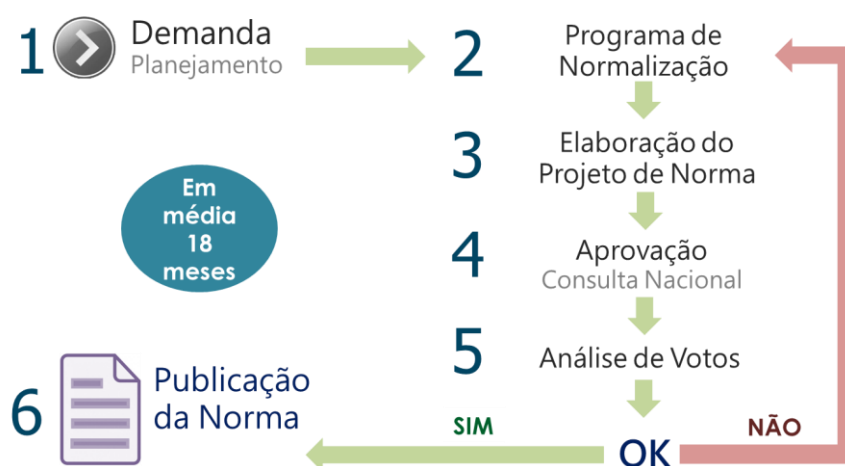 1
Demanda
Planejamento
2
Programa de
Normalização
3
Elaboração do
Projeto de Norma
Em
média
18
meses
4
Aprovação
Consulta Nacional
5
Análise de Votos
6
Publicação
da Norma
SIM
OK
NÃO